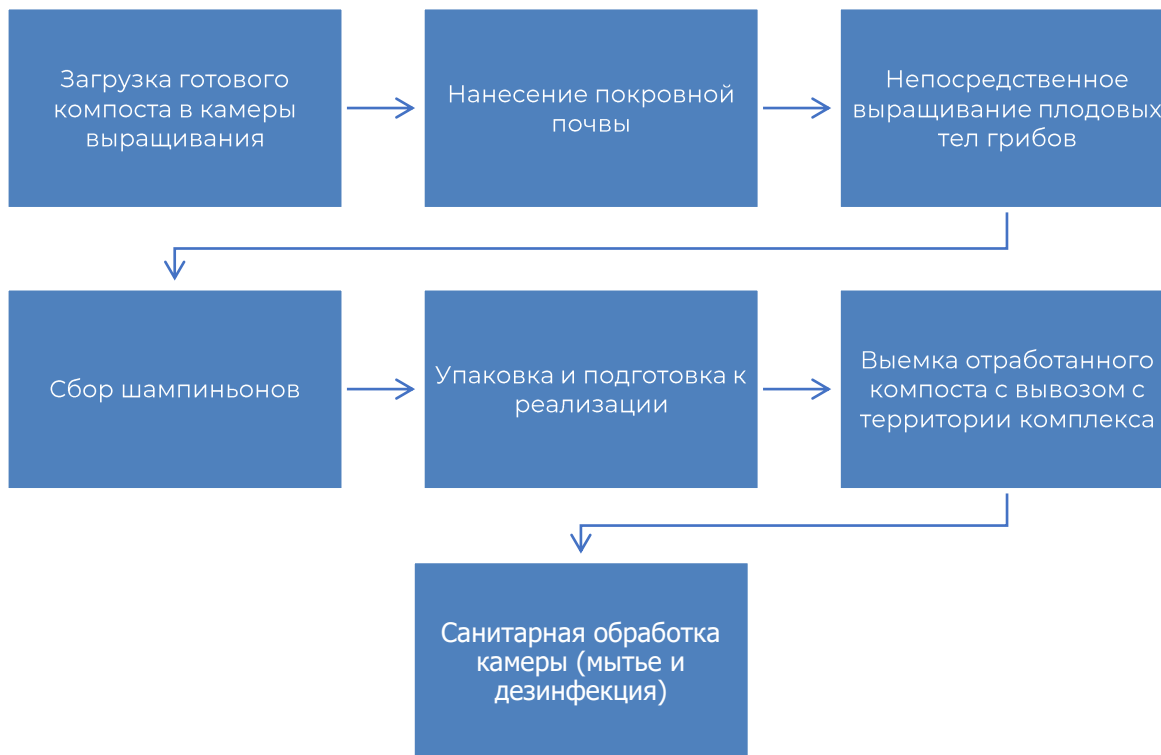 Загрузка готового
компоста в камеры
выращивания
Нанесение покровной
почвы
Непосредственное
выращивание плодовых
тел грибов
Сбор шампиньонов
Упаковка и подготовка к
реализации
Выемка отработанного
компоста с вывозом с
территории комплекса
Санитарная обработка
камеры (мытье и
дезинфекция)